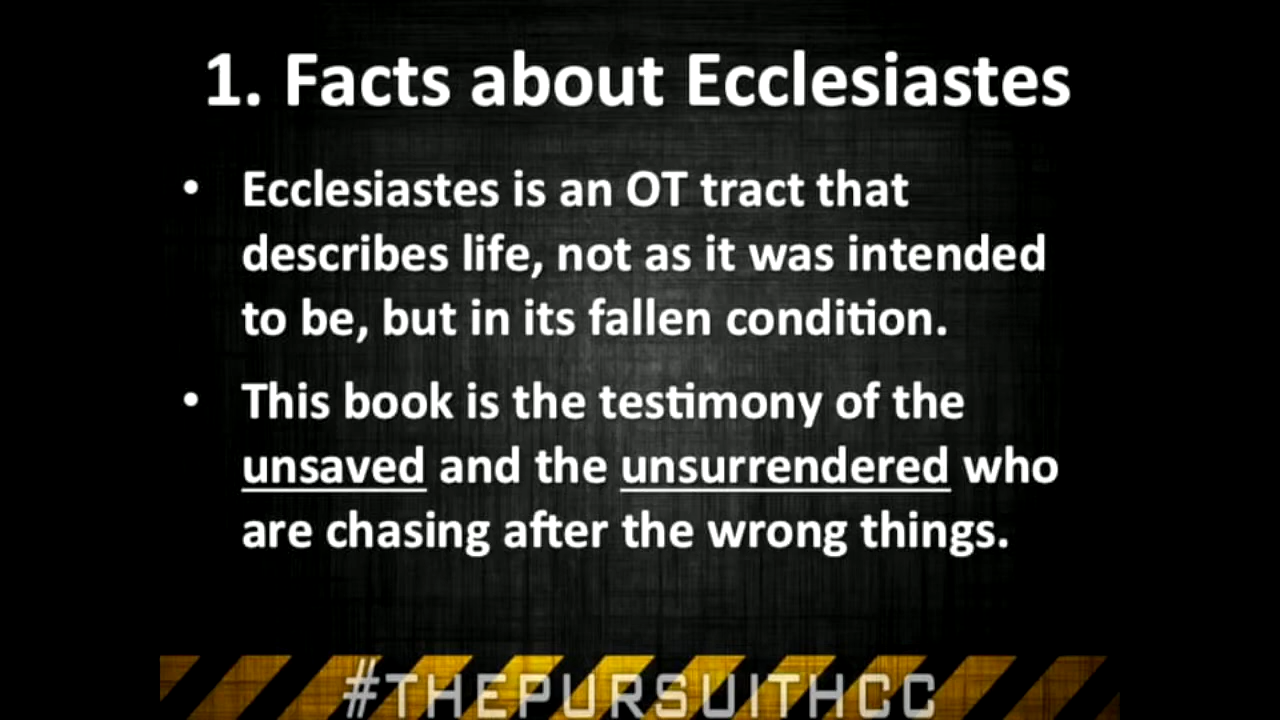 1. Facts about Ecclesiastes
• Ecclesiastes is an OT tract that
describes life, not as it was intended
to be, but in its fallen condition.
• This book is the testimony of the
unsaved and the unsurrendered who
are chasing after the wrong things.
#THEPURSUITHCC